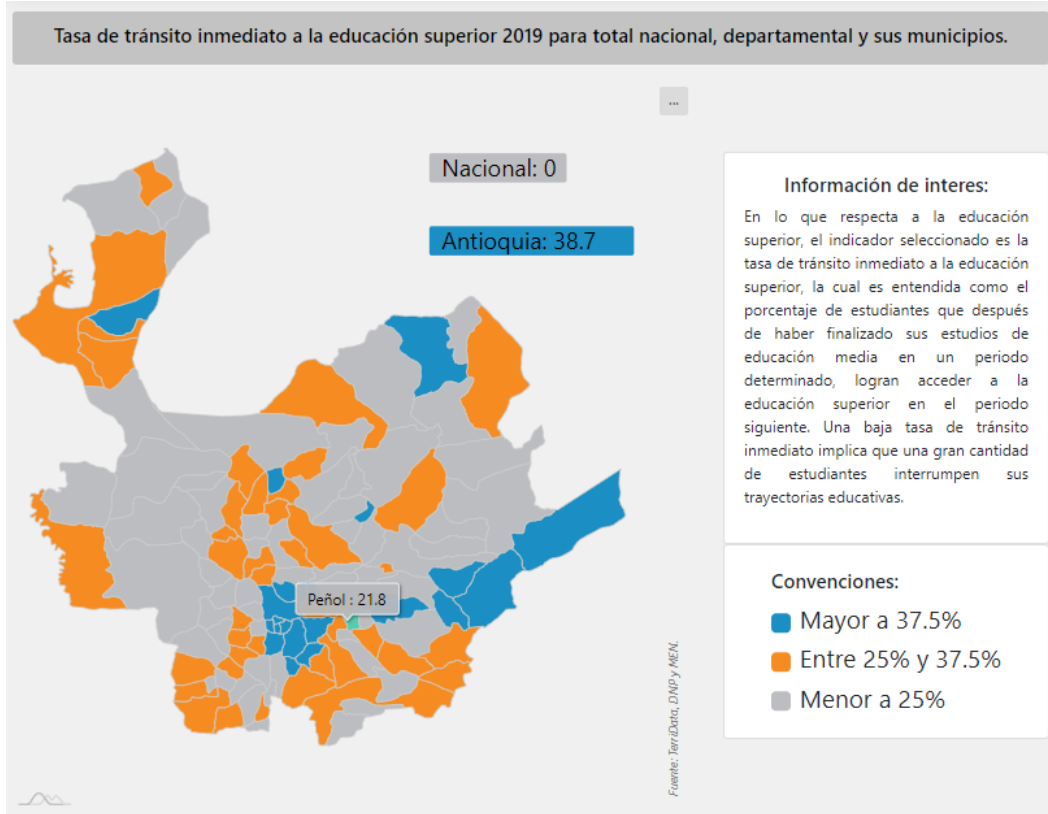 Tasa de tránsito inmediato a la educación superior 2019 para total nacional, departamental y sus municipios.
...
Nacional: 0
Antioquia: 38.7
Peñol : 21.8
Fuente: TerriData, DNP y MEN.
Información de interes:
En lo que respecta a la educación
superior, el indicador seleccionado es la
tasa de tránsito inmediato a la educación
superior, la cual es entendida como el
porcentaje de estudiantes que después
de haber finalizado sus estudios de
educación media en un periodo
determinado, logran acceder a la
educación superior en el periodo
siguiente. Una baja tasa de tránsito
inmediato implica que una gran cantidad
de estudiantes interrumpen sus
trayectorias educativas.
Convenciones:
Mayor a 37.5%
Entre 25% y 37.5%
Menor a 25%